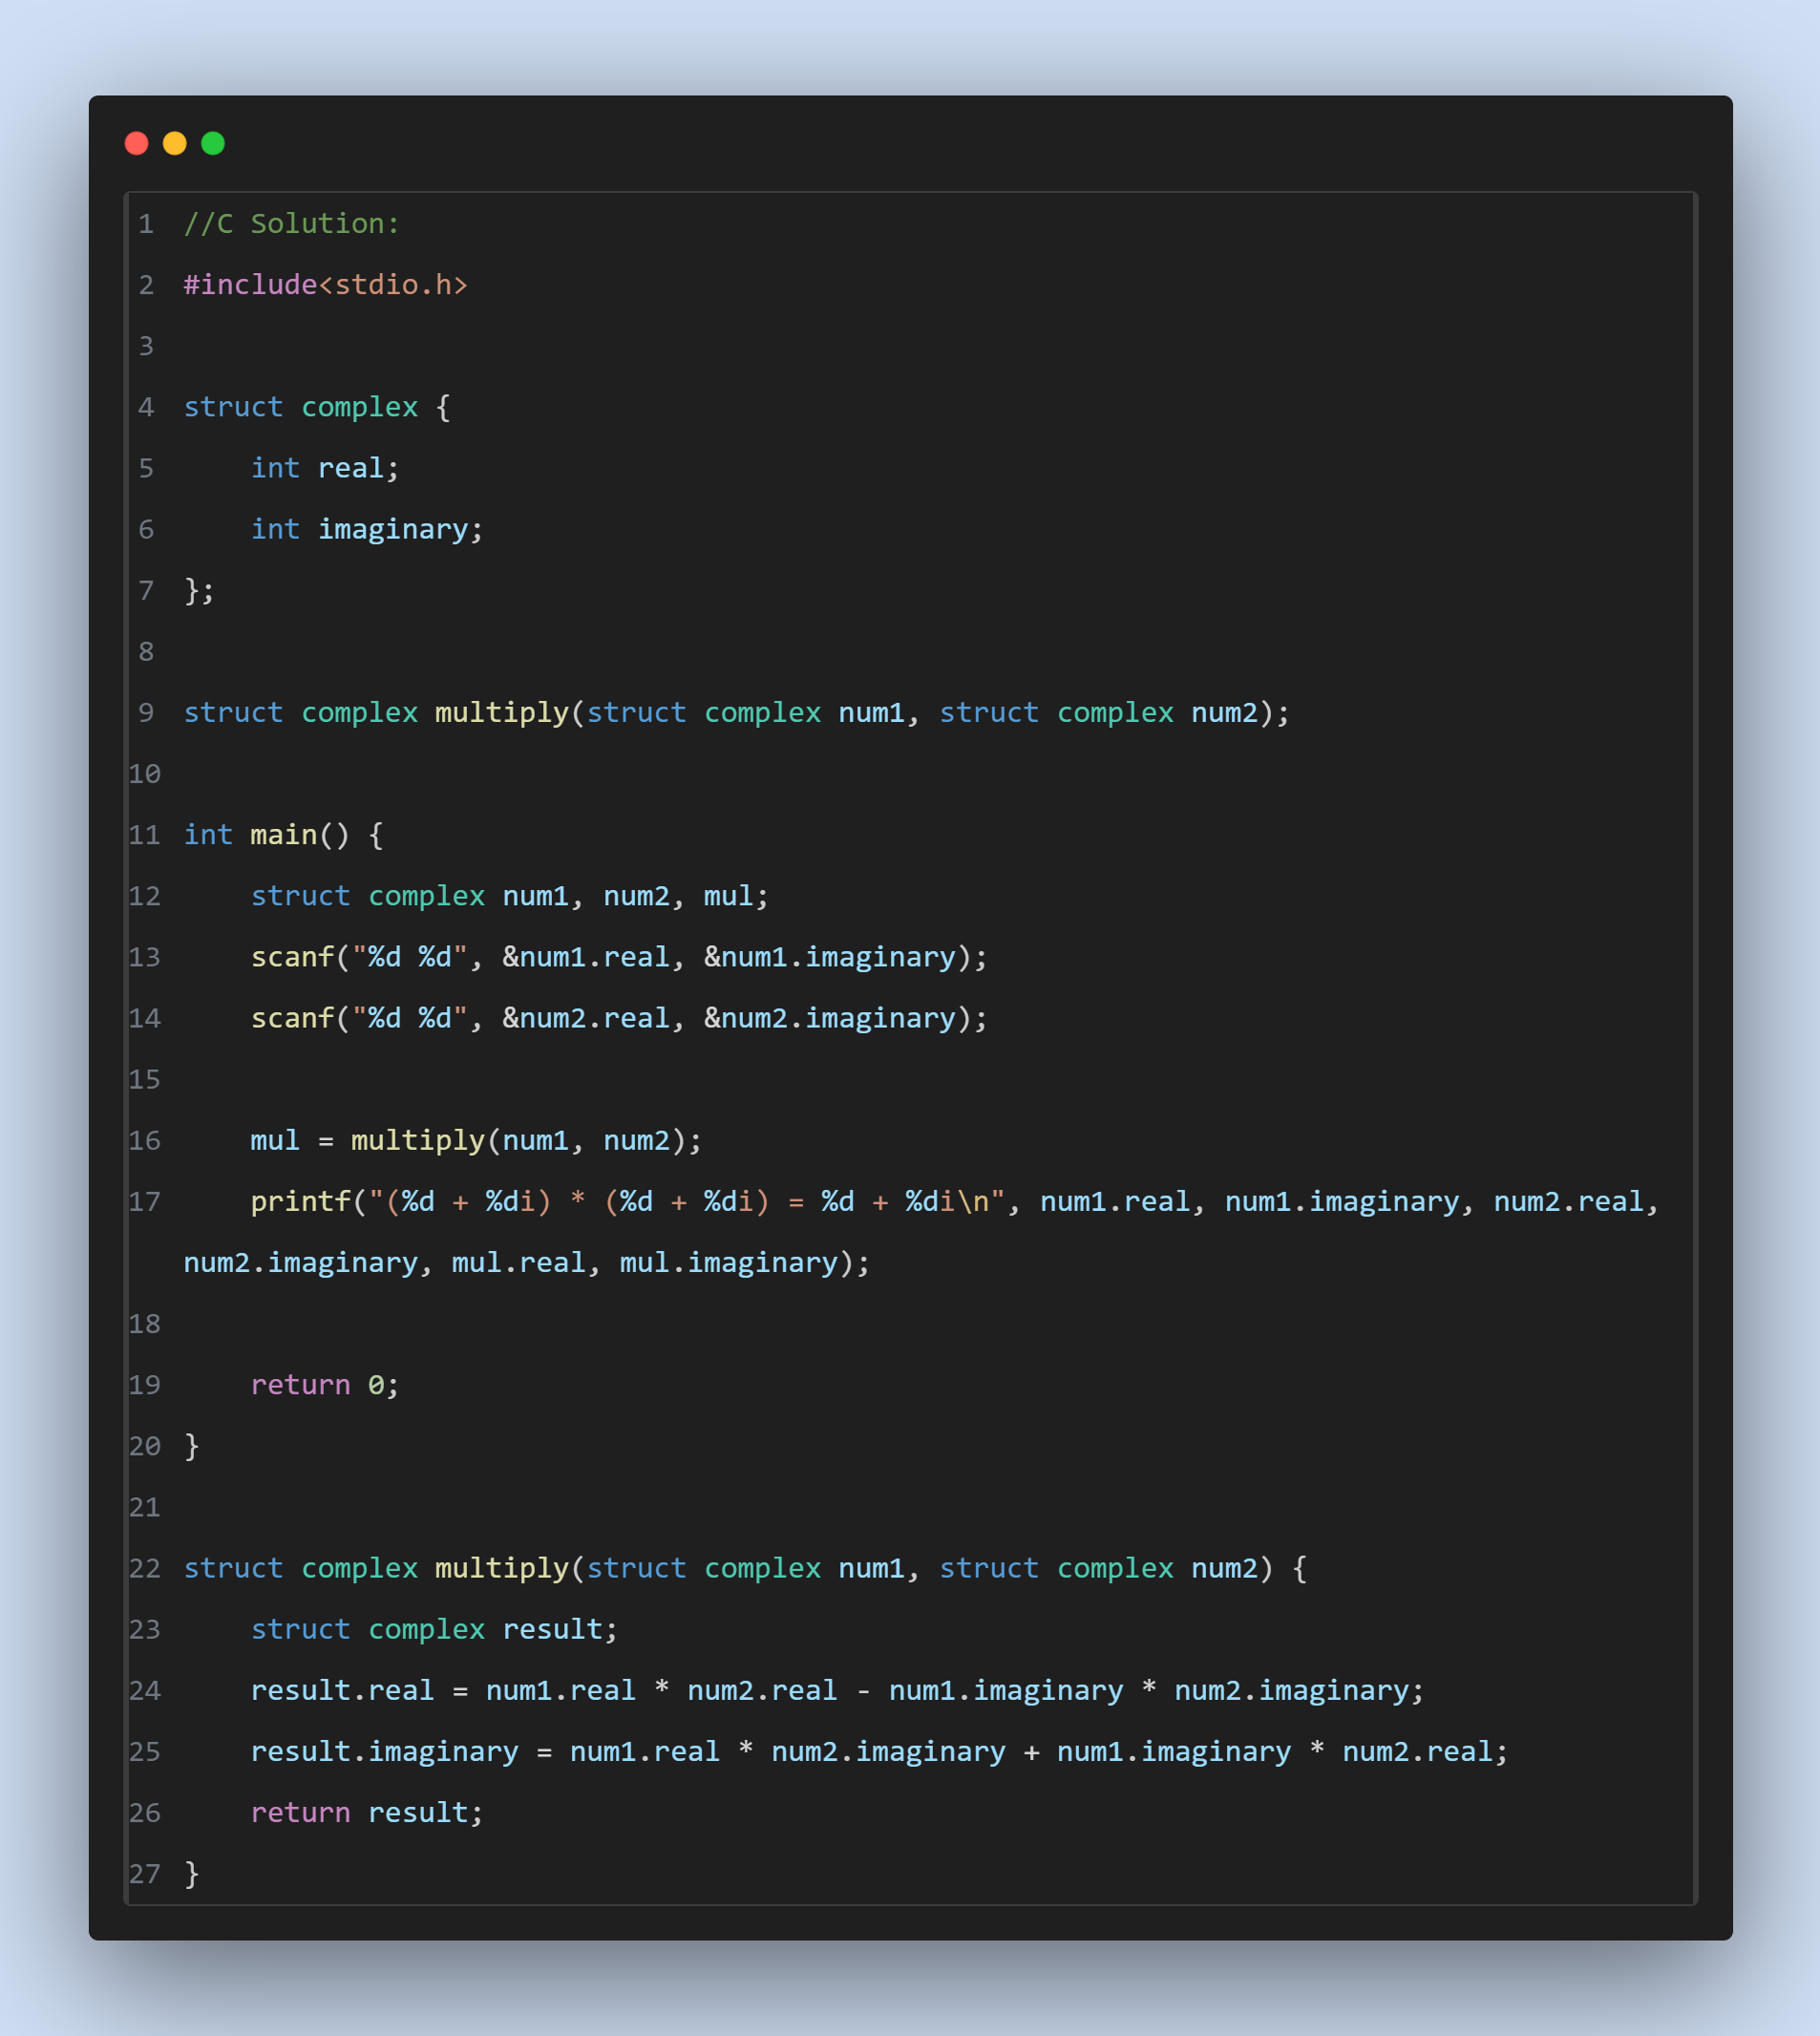 1 //C Solution:
2 #include<stdio.h>
3
4 struct complex {
5     int real;
6     int imaginary;
7 };
8
9 struct complex multiply(struct complex num1, struct complex num2);
10
11 int main() {
12     struct complex num1, num2, mul;
13     scanf("%d %d", &num1.real, &num1.imaginary);
14     scanf("%d %d", &num2.real, &num2.imaginary);
15
16     mul = multiply(num1, num2);
17     printf("(%d + %di) * (%d + %di) = %d + %di\n", num1.real, num1.imaginary, num2.real,
num2.imaginary, mul.real, mul.imaginary);
18
19     return 0;
20 }
21
22 struct complex multiply(struct complex num1, struct complex num2) {
23     struct complex result;
24     result.real = num1.real * num2.real - num1.imaginary * num2.imaginary;
25     result.imaginary = num1.real * num2.imaginary + num1.imaginary * num2.real;
26     return result;
27 }